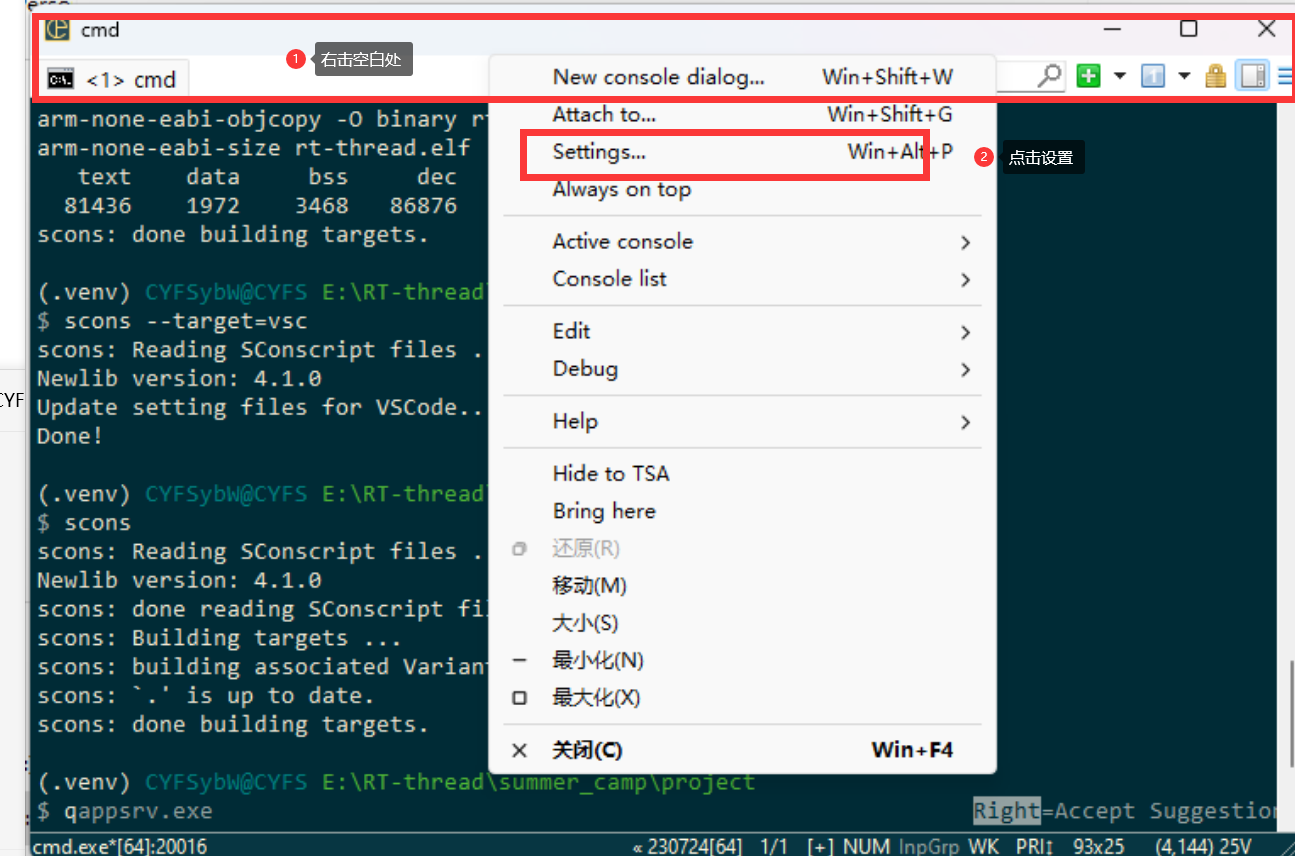 cmd
1 右击空白处
<1> cmd
New console dialog... Win+Shift+W
Attach to... Win+Shift+G
Settings... Win+Alt+P
2 点击设置
Always on top
Active console
Console list
Edit
Debug
Help
Hide to TSA
Bring here
还原(R)
移动(M)
大小(S)
最小化(N)
最大化(X)
关闭(C) Win+F4
arm-none-eabi-objcopy -O binary
arm-none-eabi-size rt-thread.elf
text data bss dec
81436 1972 3468 86876
scons: done building targets.
(.venv) CYFSybW@CYFS E:\RT-thread
$ scons --target=vsc
scons: Reading SConscript files .
Newlib version: 4.1.0
Update setting files for VSCode..
Done!
(.venv) CYFSybW@CYFS E:\RT-thread
$ scons
scons: Reading SConscript files .
Newlib version: 4.1.0
scons: done reading SConscript fi
scons: Building targets ...
scons: building associated Varian
scons: `.' is up to date.
scons: done building targets.
(.venv) CYFSybW@CYFS E:\RT-thread\summer_camp\project
$ qappsrv.exe Right=Accept Suggestion
cmd.exe*[64]:20016 « 230724[64] 1/1 [+] NUM InpGrp WK PRI↕ 93x25 (4,144) 25V
CYF